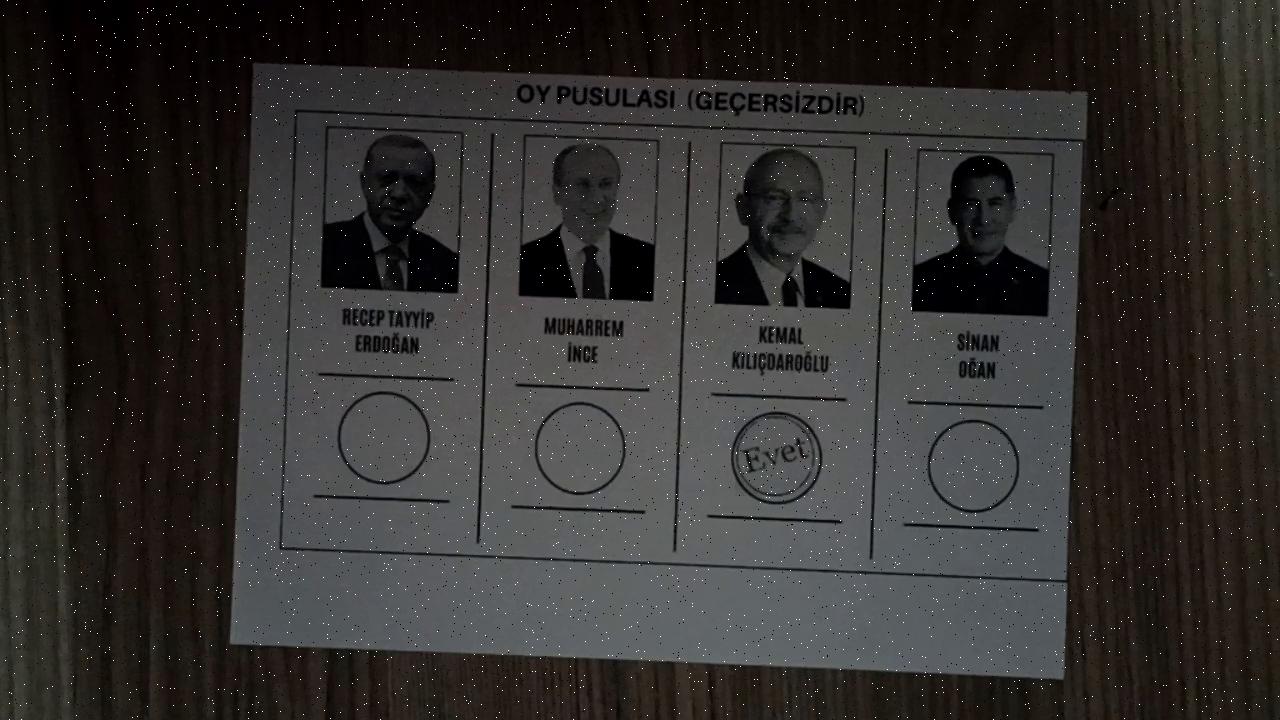 OY PUSULASI (GEÇERSİZDİR)
RECEP TAYYİP
ERDOĞAN
MUHARREM
İNCE
KEMAL
KILIÇDAROĞLU
SİNAN
OĞAN
Evet